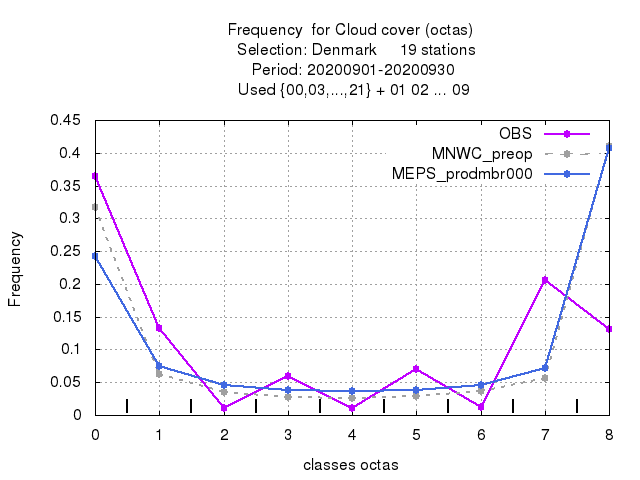 Frequency  for Cloud cover (octas)
Selection: Denmark     19 stations
Period: 20200901-20200930
Used {00,03,...,21} + 01 02 ... 09
OBS
MNWC_preop
MEPS_prodmbr000
0.45
0.4
0.35
0.3
0.25
0.2
0.15
0.1
0.05
0
Frequency
0 1 2 3 4 5 6 7 8
classes octas